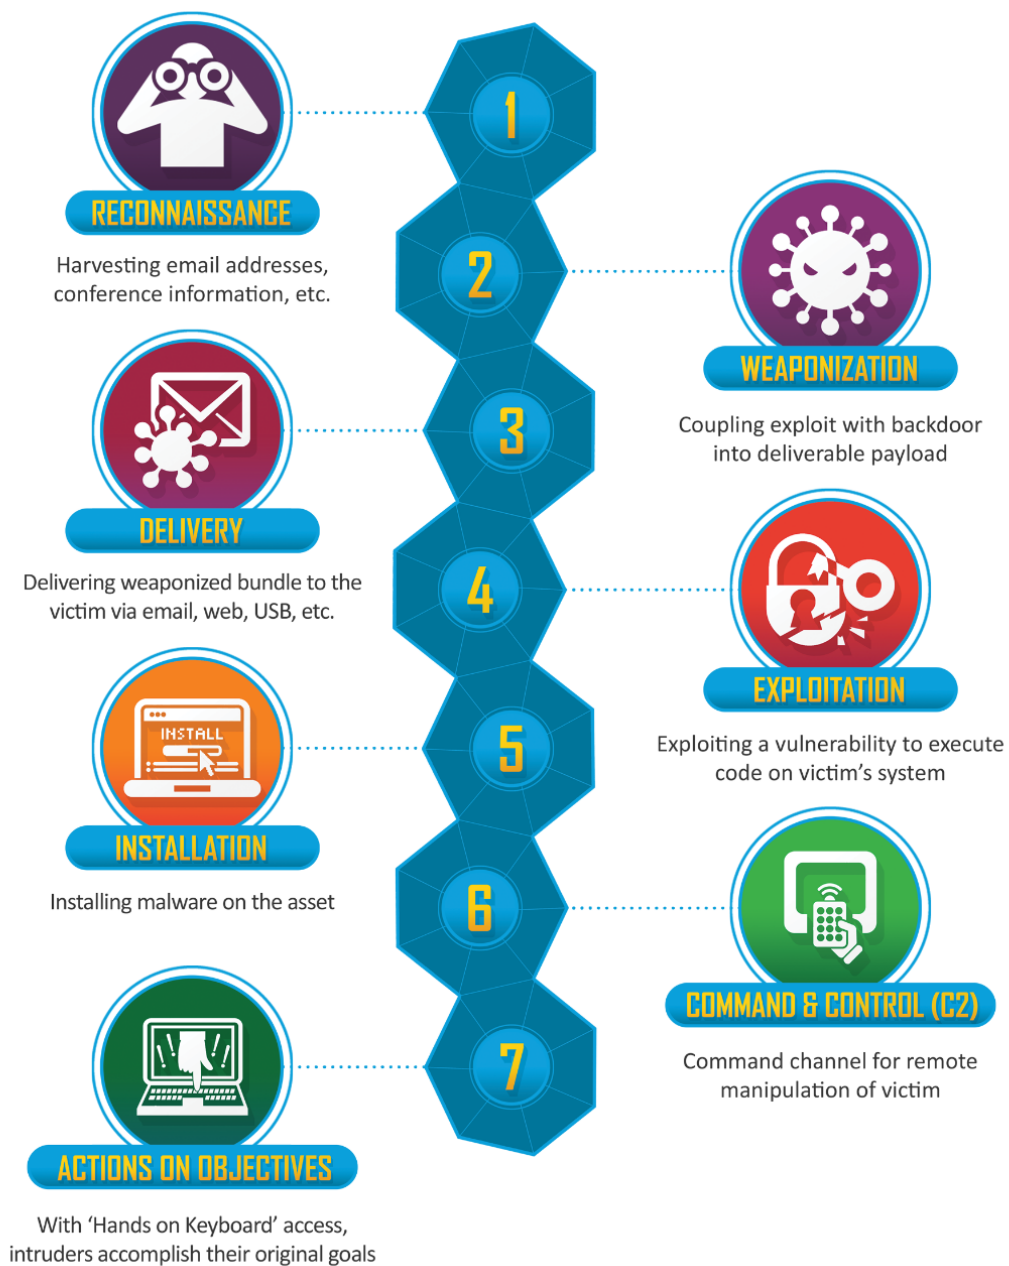 1
RECONNAISSANCE
Harvesting email addresses,
conference information, etc.
2
WEAPONIZATION
Coupling exploit with backdoor
into deliverable payload
3
DELIVERY
Delivering weaponized bundle to the
victim via email, web, USB, etc.
4
EXPLOITATION
Exploiting a vulnerability to execute
code on victim’s system
5
INSTALL
INSTALLATION
Installing malware on the asset
6
COMMAND & CONTROL (C2)
Command channel for remote
manipulation of victim
7
ACTIONS ON OBJECTIVES
With ‘Hands on Keyboard’ access,
intruders accomplish their original goals